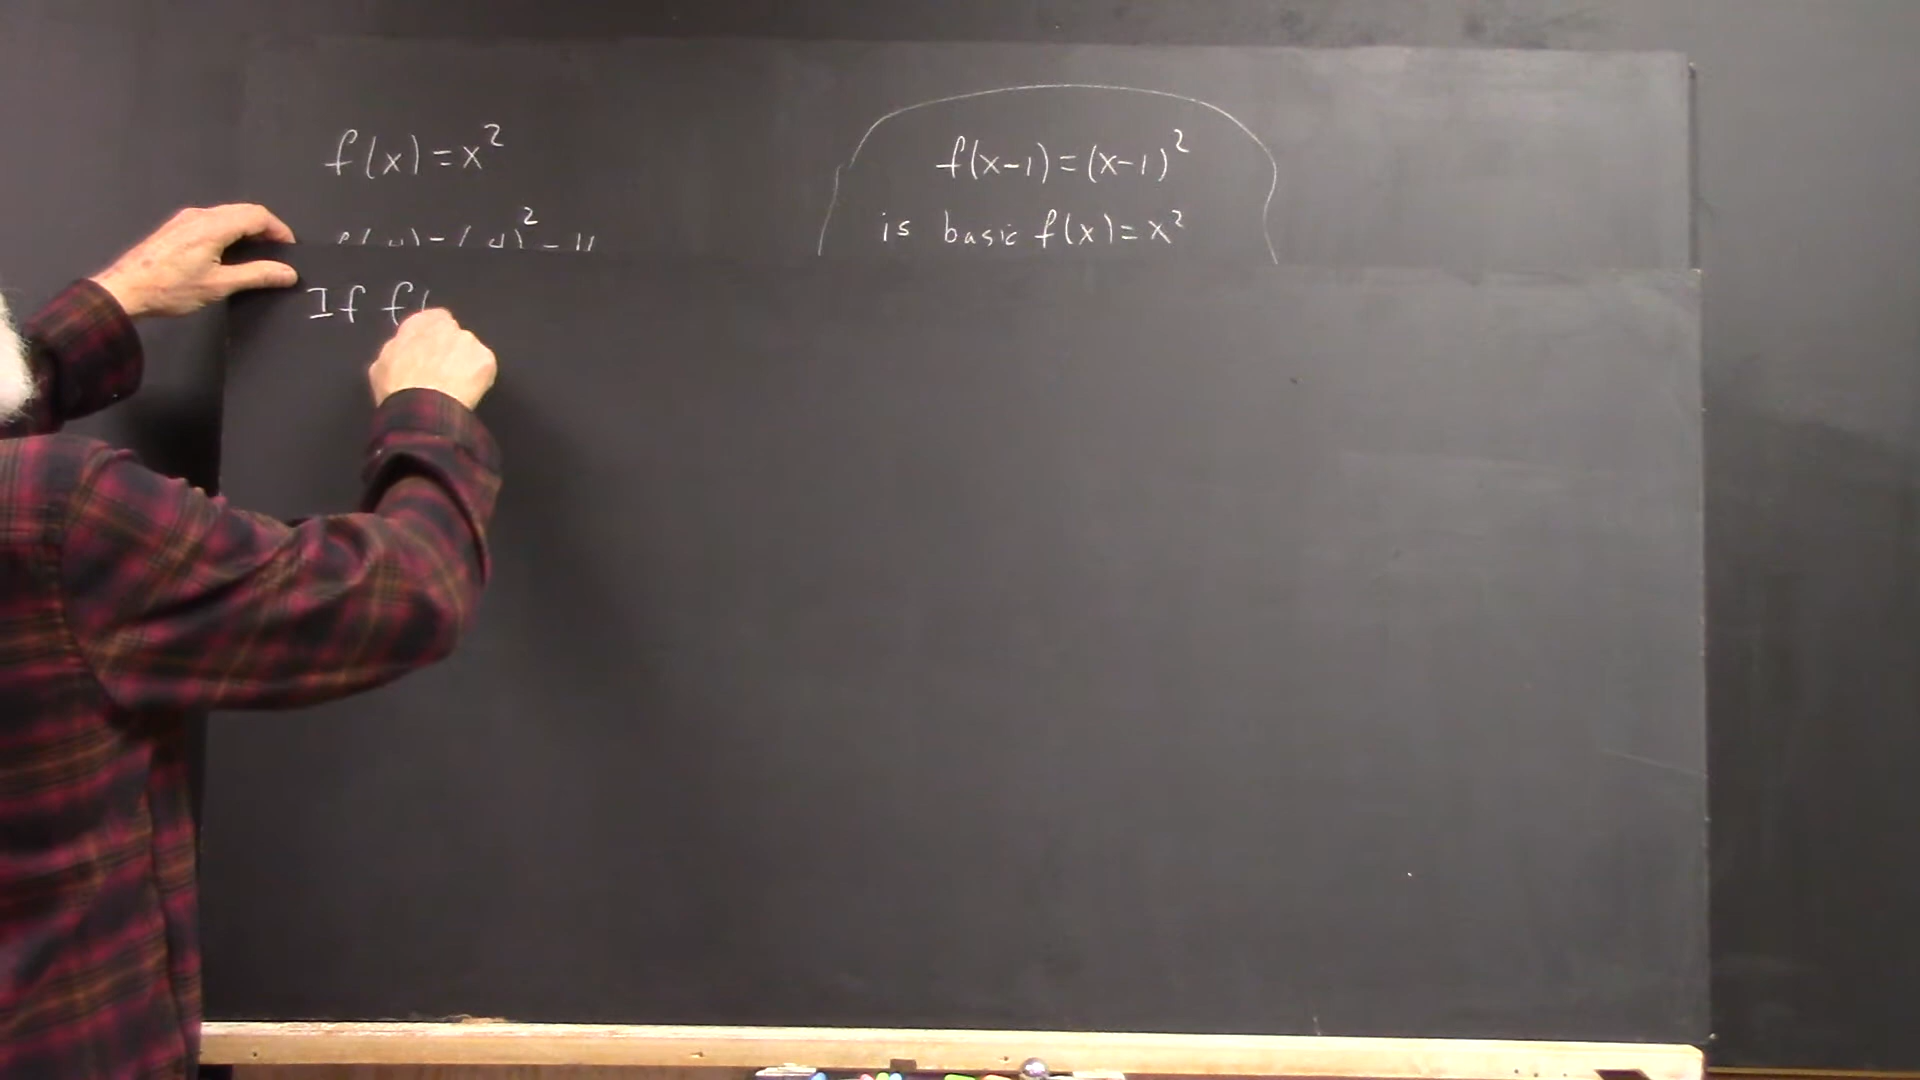 f(x)=x²
f(x-1)=(x-1)²
is basic f(x)=x²
If f(